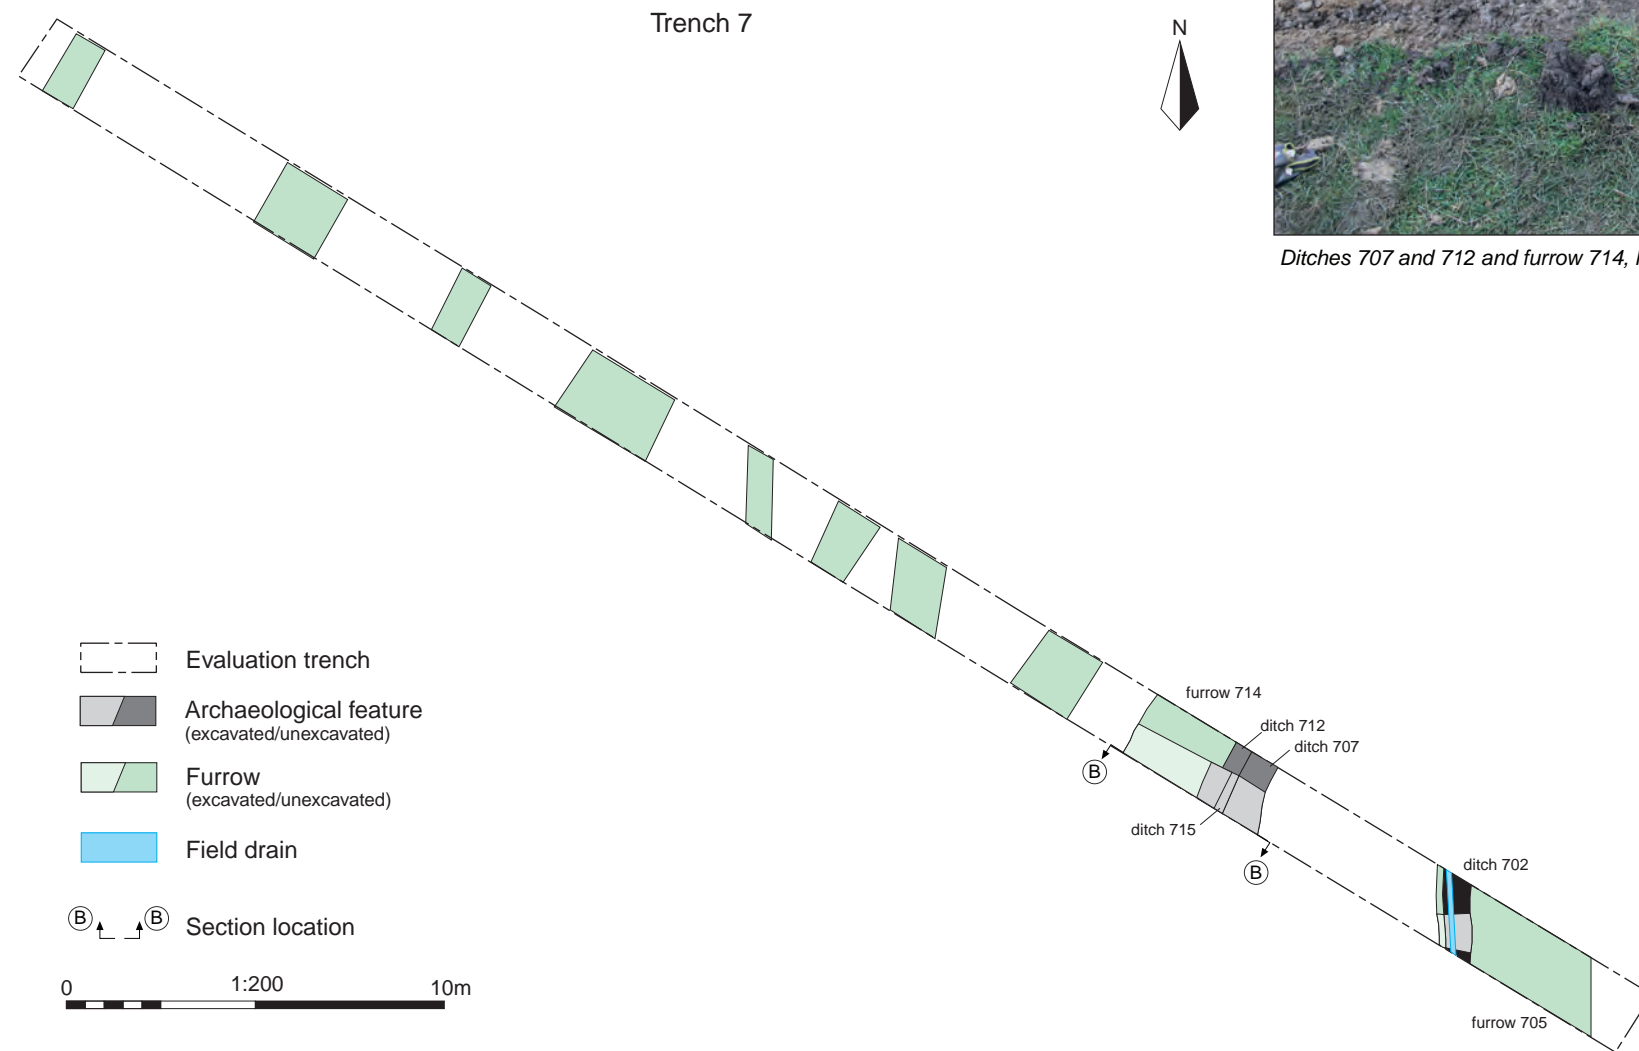 Trench 7
N
Ditches 707 and 712 and furrow 714,
furrow 714
ditch 712
ditch 707
B
ditch 715
B
ditch 702
furrow 705
Evaluation trench
Archaeological feature
(excavated/unexcavated)
Furrow
(excavated/unexcavated)
Field drain
B B Section location
0 1:200 10m